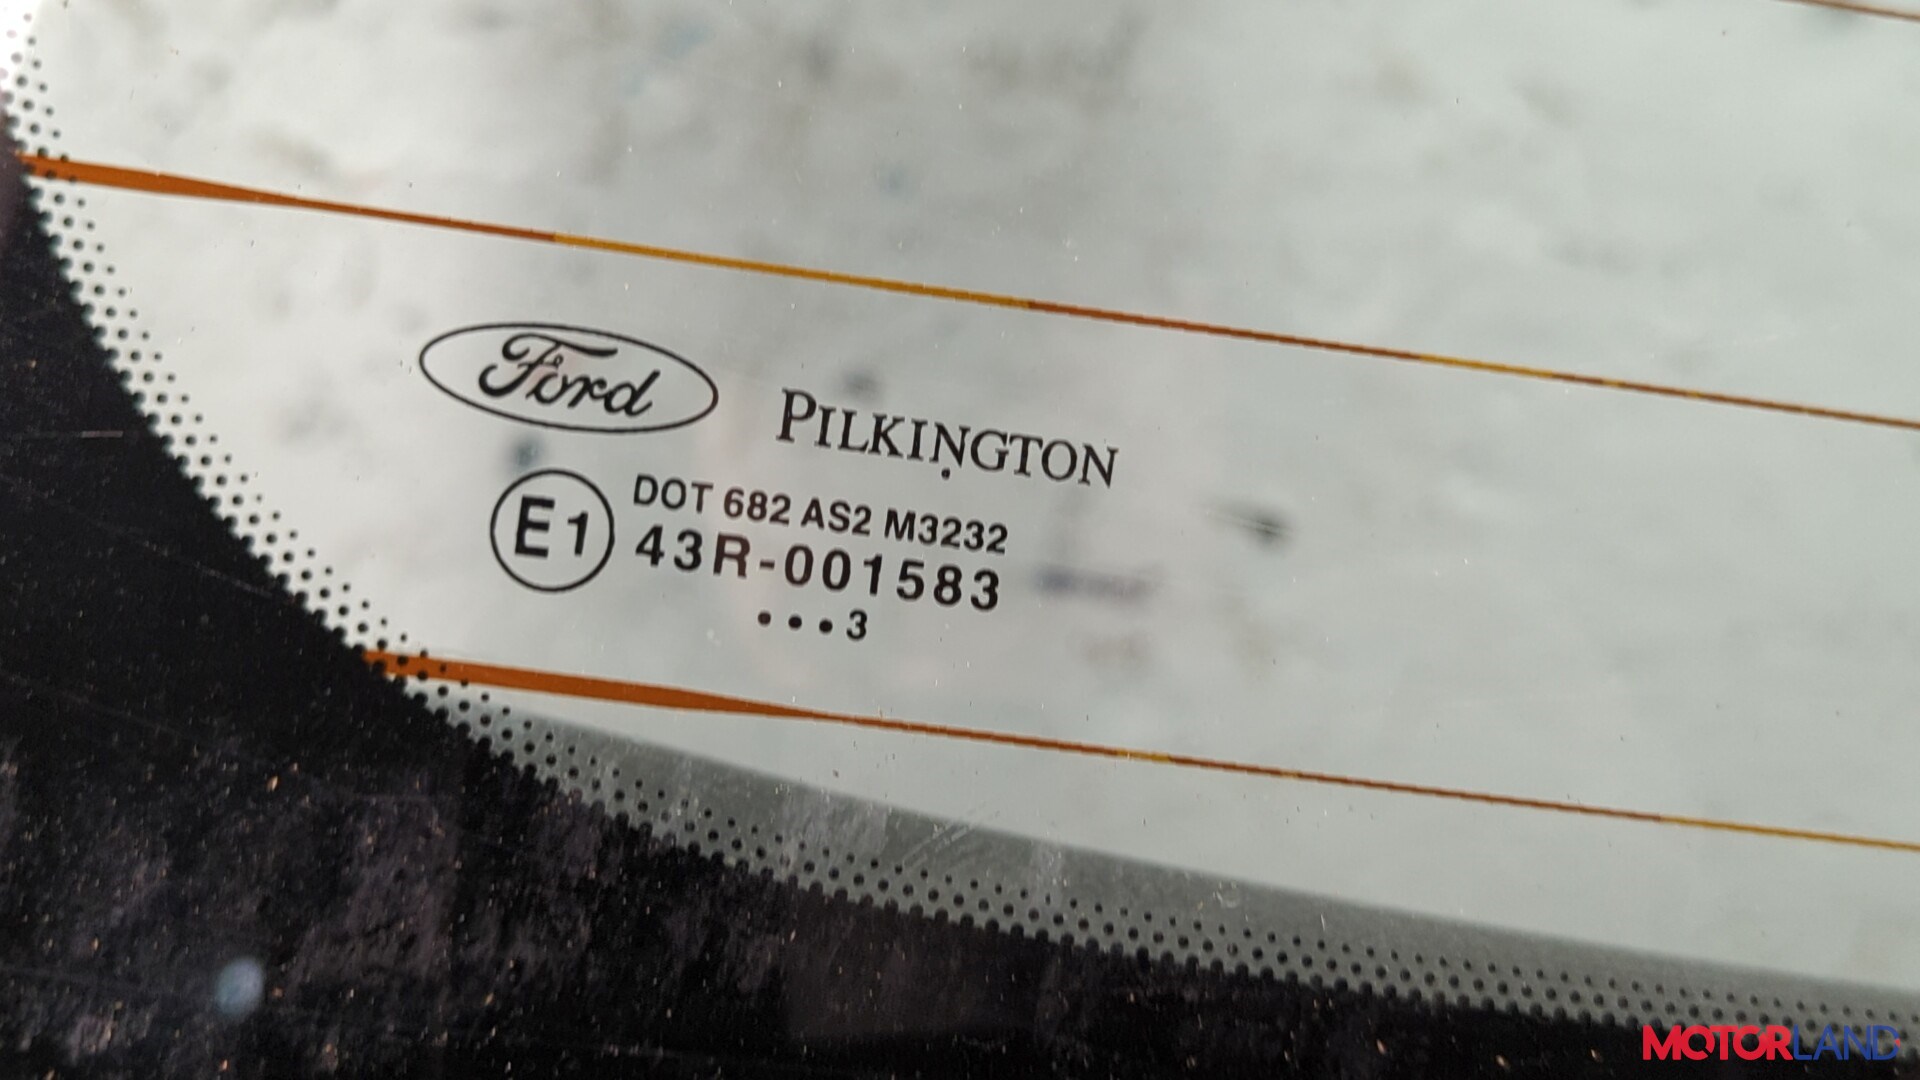 Ford PILKINGTON
E1 DOT 682 AS2 M3232
43R-001583
•••3
MOTORLAND